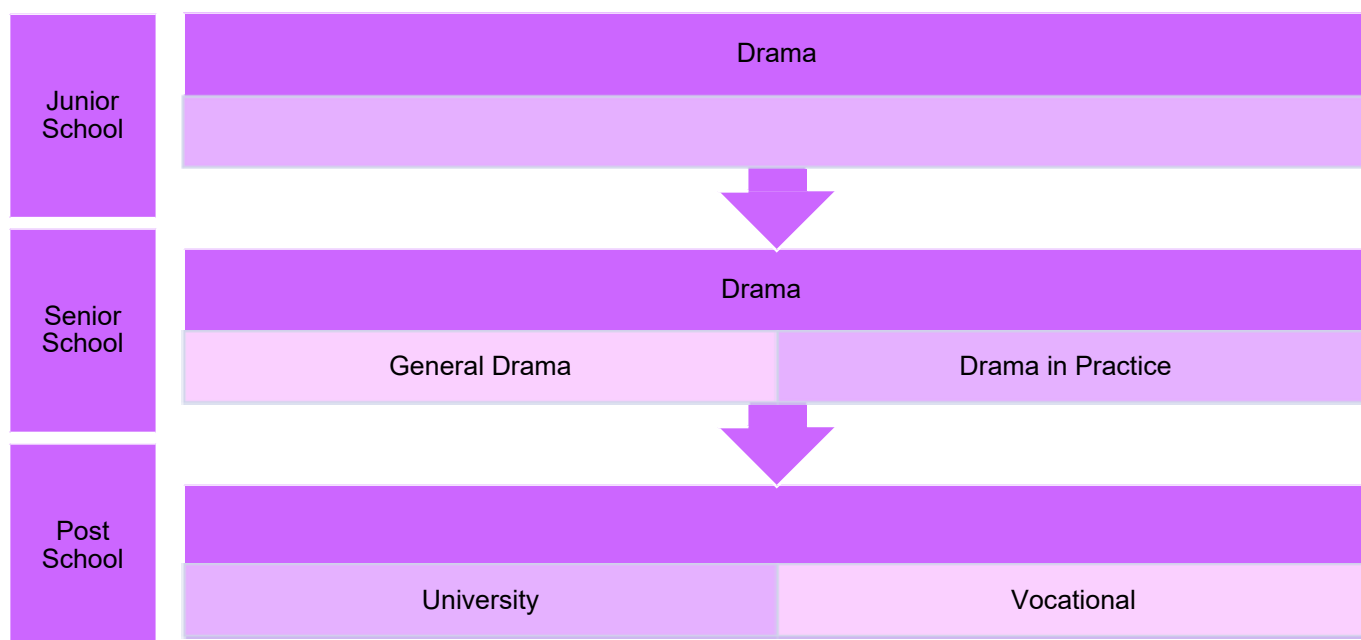 Junior
School
Drama
Senior
School
Drama
General Drama
Drama in Practice
Post
School
University
Vocational